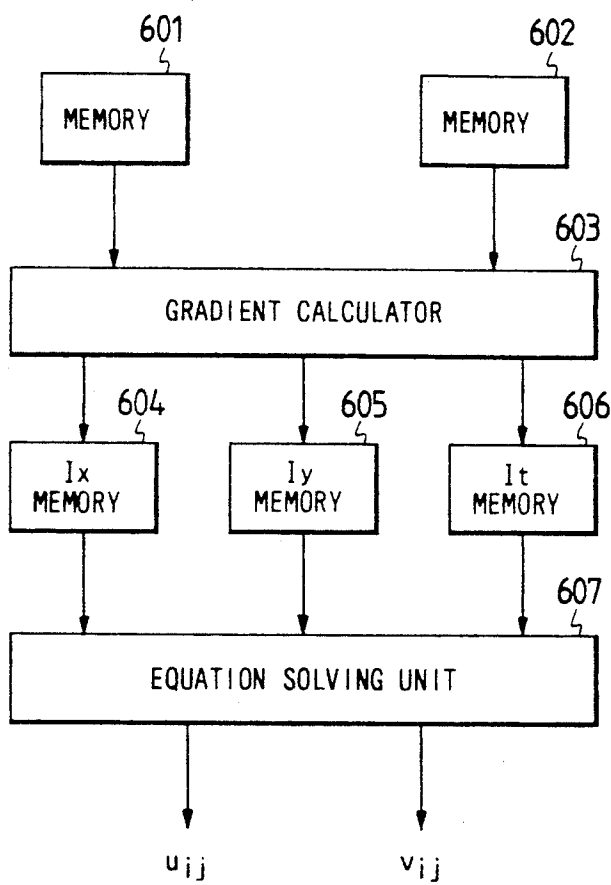 601
602
MEMORY
MEMORY
603
GRADIENT CALCULATOR
604
605
606
Ix
MEMORY
Iy
MEMORY
It
MEMORY
607
EQUATION SOLVING UNIT
uij
vij